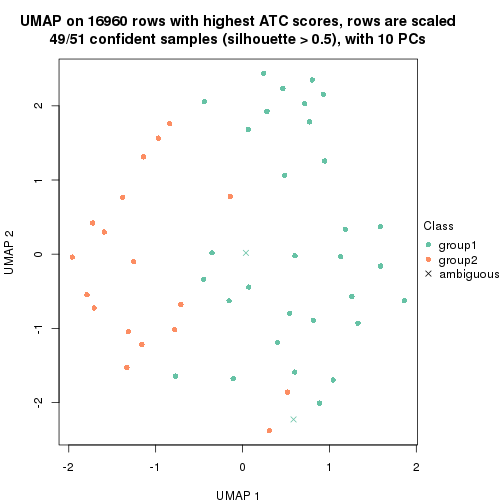 UMAP on 16960 rows with highest ATC scores, rows are scaled
49/51 confident samples (silhouette > 0.5), with 10 PCs
2
1
0
-1
-2
UMAP 2
-2
-1
0
1
2
UMAP 1
Class
group1
group2
ambiguous